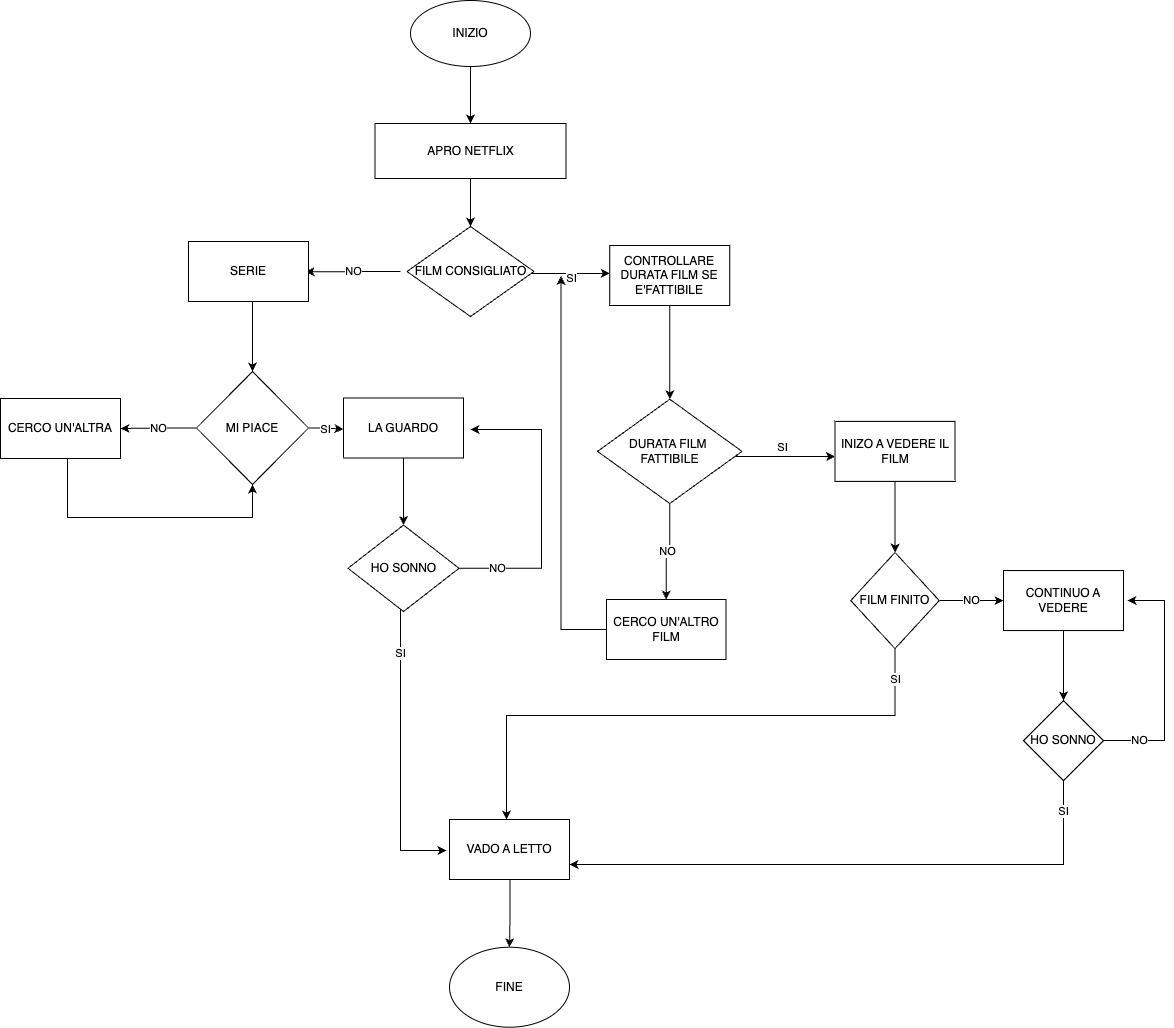 INIZIO
APRO NETFLIX
SERIE
NO
FILM CONSIGLIATO
SI
CONTROLLARE
DURATA FILM SE
E'FATTIBILE
CERCO UN'ALTRA
NO
MI PIACE
SI
LA GUARDO
DURATA FILM
FATTIBILE
SI
INIZO A VEDERE IL
FILM
HO SONNO
NO
NO
CERCO UN'ALTRO
FILM
FILM FINITO
NO
CONTINUO A
VEDERE
SI
SI
HO SONNO
NO
SI
VADO A LETTO
FINE